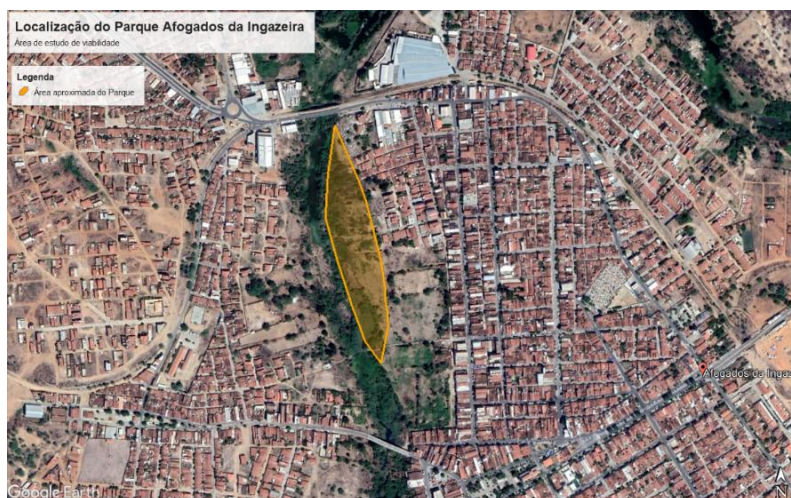 Localização do Parque Afogados da Ingazeira
Área de estudo de viabilidade
Legenda
Área aproximada do Parque
Afogados da Ingaz
Google Earth
N